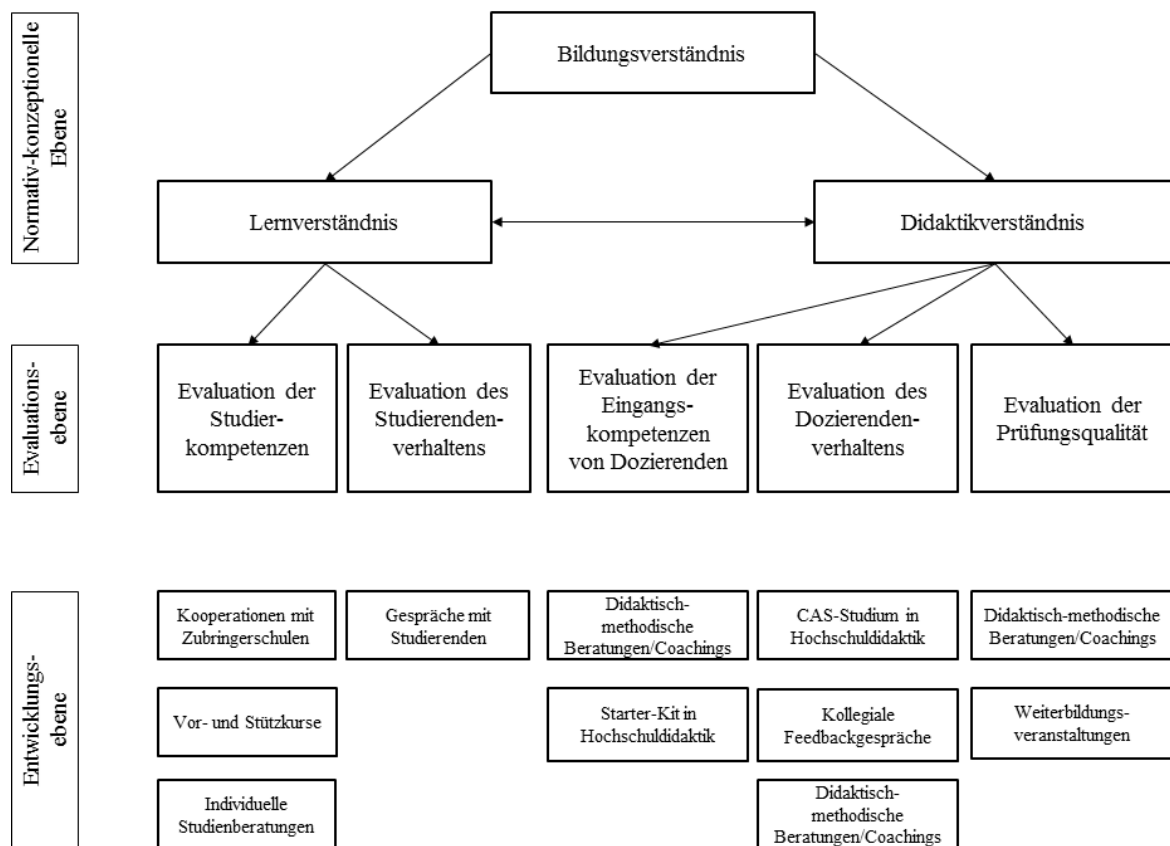 Normativ-konzeptionelle
Ebene
Bildungsverständnis
Lernverständnis
Didaktikverständnis
Evaluations-
ebene
Evaluation der
Studier-
kompetenzen
Evaluation des
Studierenden-
verhaltens
Evaluation der
Eingangs-
kompetenzen
von Dozierenden
Evaluation des
Dozierenden-
verhaltens
Evaluation der
Prüfungsqualität
Entwicklungs-
ebene
Kooperationen mit
Zubringerschulen
Gespräche mit
Studierenden
Didaktisch-
methodische
Beratungen/Coachings
CAS-Studium in
Hochschuldidaktik
Didaktisch-methodische
Beratungen/Coachings
Vor- und Stützkurse
Starter-Kit in
Hochschuldidaktik
Kollegiale
Feedbackgespräche
Weiterbildungs-
veranstaltungen
Individuelle
Studienberatungen
Didaktisch-
methodische
Beratungen/Coachings